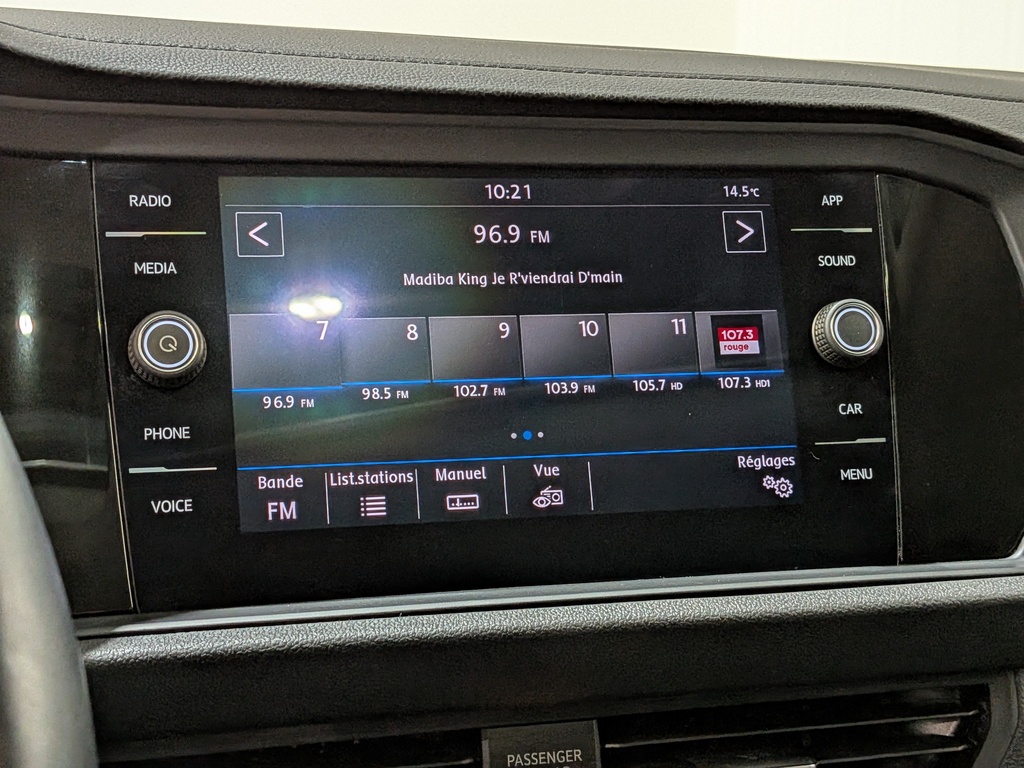 RADIO
MEDIA
PHONE
VOICE
10:21
14.5°C
<
96.9 FM
>
Madiba King Je R'viendrai D'main
7
8
9
10
11
107.3
rouge
96.9 FM
98.5 FM
102.7 FM
103.9 FM
105.7 HD
107.3 HD1
Bande
FM
List.stations
Manuel
Vue
Réglages
APP
SOUND
CAR
MENU
PASSENGER